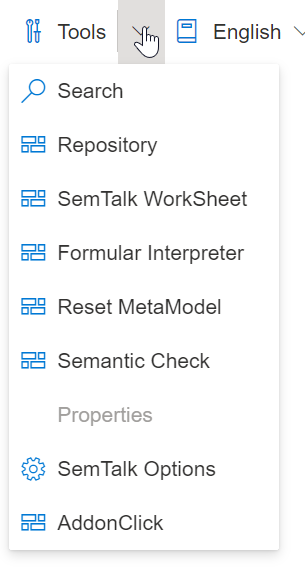 Tools English
Search
Repository
SemTalk WorkSheet
Formular Interpreter
Reset MetaModel
Semantic Check
Properties
SemTalk Options
AddonClick